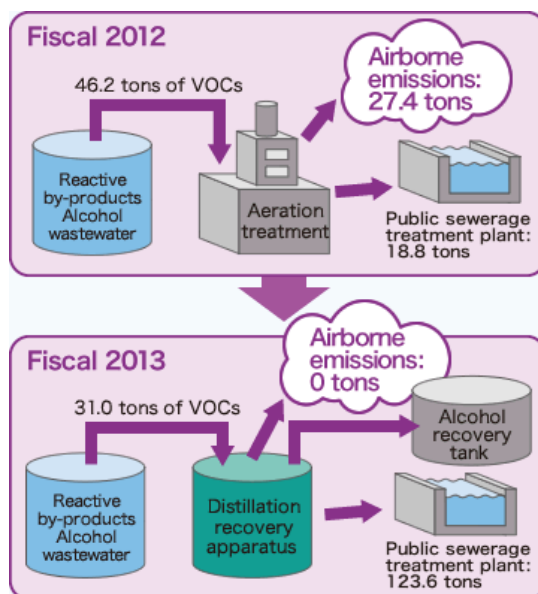 Fiscal 2012
46.2 tons of VOCs
Airborne
emissions:
27.4 tons
Reactive
by-products
Alcohol
wastewater
Aeration
treatment
Public sewerage
treatment plant:
18.8 tons
Fiscal 2013
31.0 tons of VOCs
Airborne
emissions:
0 tons
Alcohol
recovery
tank
Reactive
by-products
Alcohol
wastewater
Distillation
recovery
apparatus
Public sewerage
treatment plant:
123.6 tons